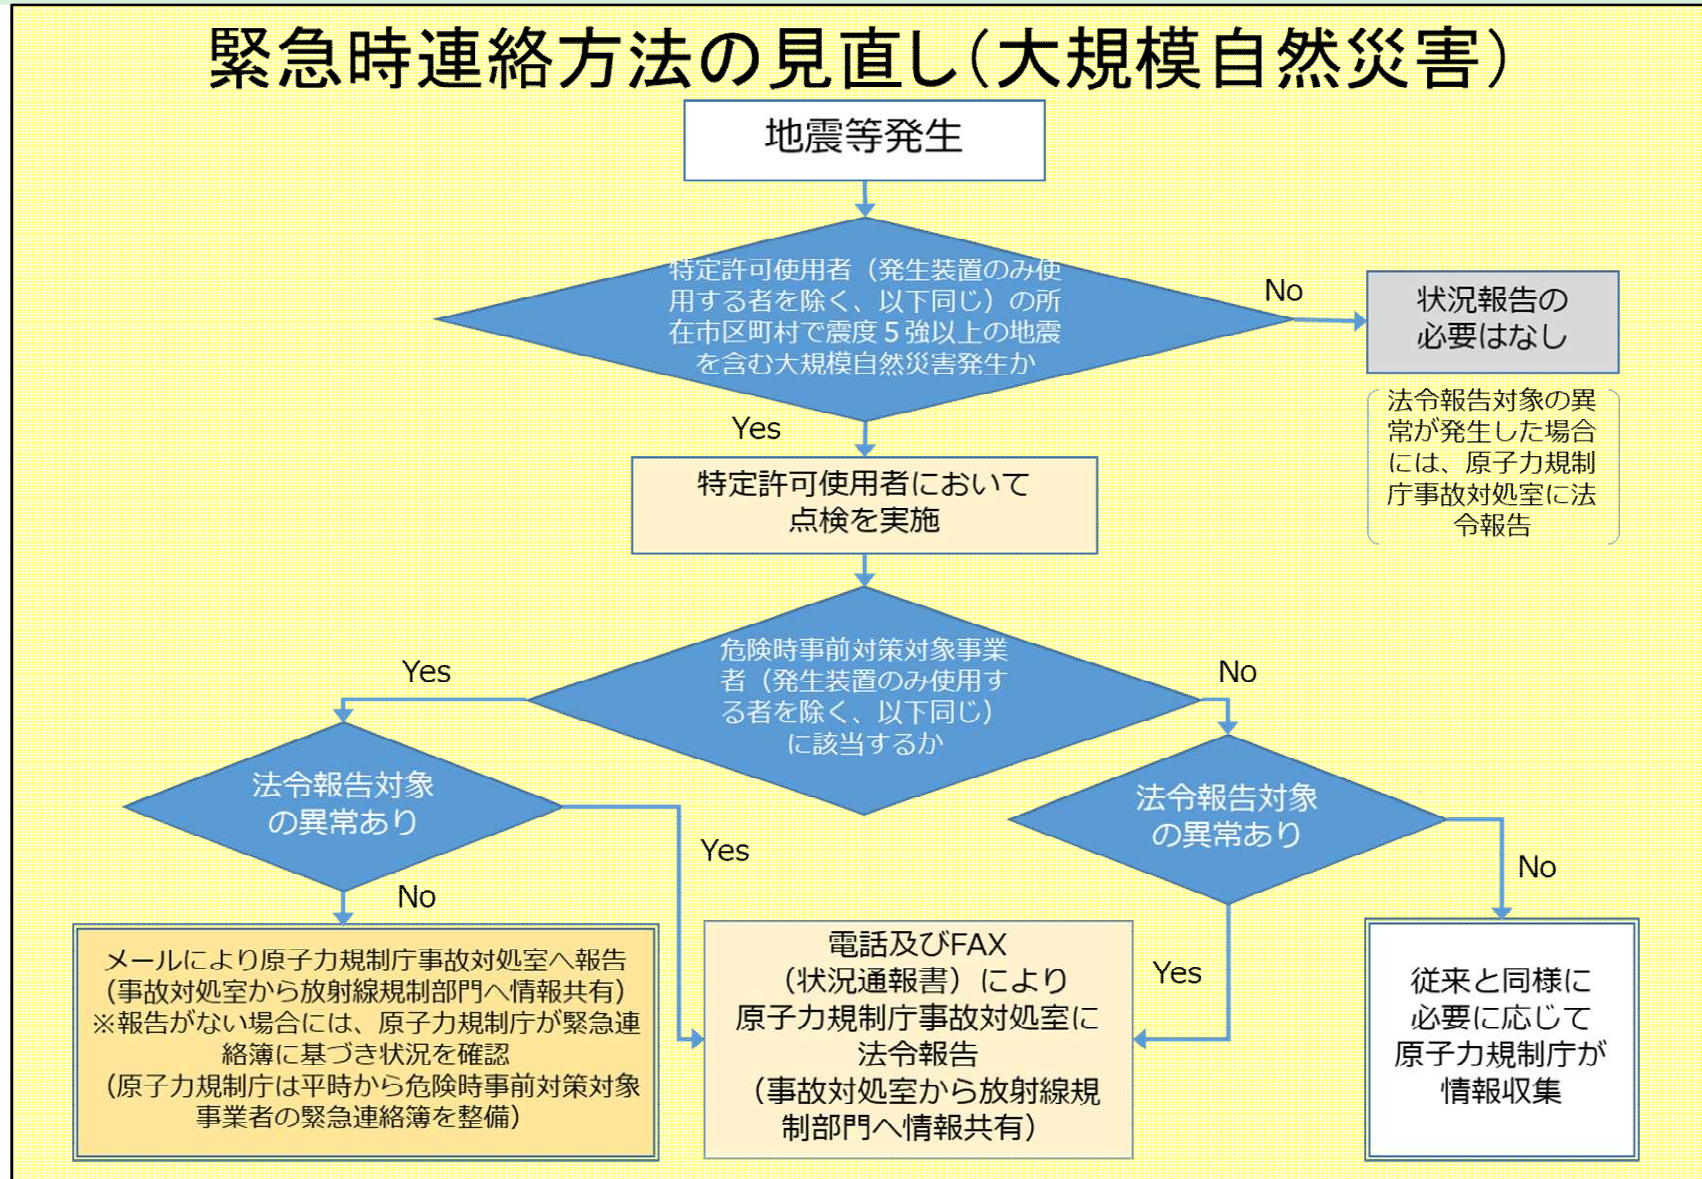 緊急時連絡方法の見直し（大規模自然災害）
地震等発生
特定許可使用者（発生装置のみ使
用する者を除く、以下同じ）の所
在市区町村で震度５強以上の地震
を含む大規模自然災害発生か
No
状況報告の
必要はなし
法令報告対象の異
常が発生した場合
には、原子力規制
庁事故対処室に法
令報告
Yes
特定許可使用者において
点検を実施
危険時事前対策対象事業
者（発生装置のみ使用す
る者を除く、以下同じ）
に該当するか
Yes
No
法令報告対象
の異常あり
法令報告対象
の異常あり
Yes
No
No
Yes
メールにより原子力規制庁事故対処室へ報告
（事故対処室から放射線規制部門へ情報共有）
※報告がない場合には、原子力規制庁が緊急連
絡簿に基づき状況を確認
（原子力規制庁は平時から危険時事前対策対象
事業者の緊急連絡簿を整備）
電話及びFAX
（状況通報書）により
原子力規制庁事故対処室に
法令報告
（事故対処室から放射線規
制部門へ情報共有）
従来と同様に
必要に応じて
原子力規制庁が
情報収集